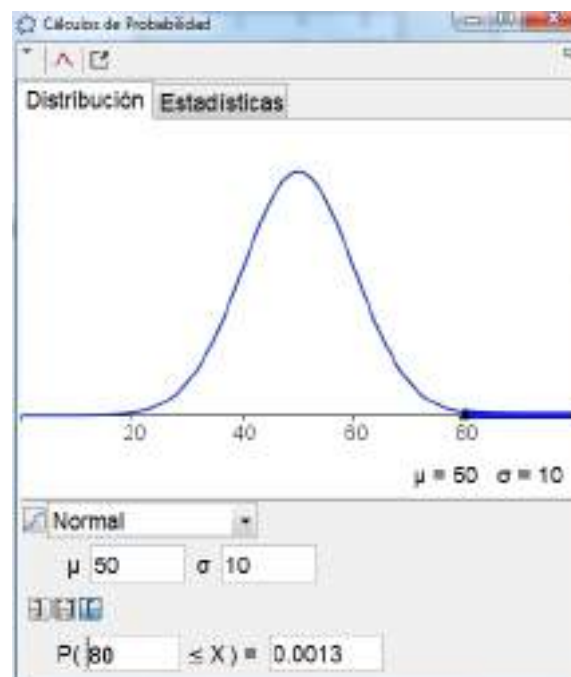 Cálculos de Probabilidad
Distribución Estadísticas
20 40 60 80
μ = 50 σ = 10
Normal
μ 50 σ 10
P( 80 ≤ X ) = 0.0013